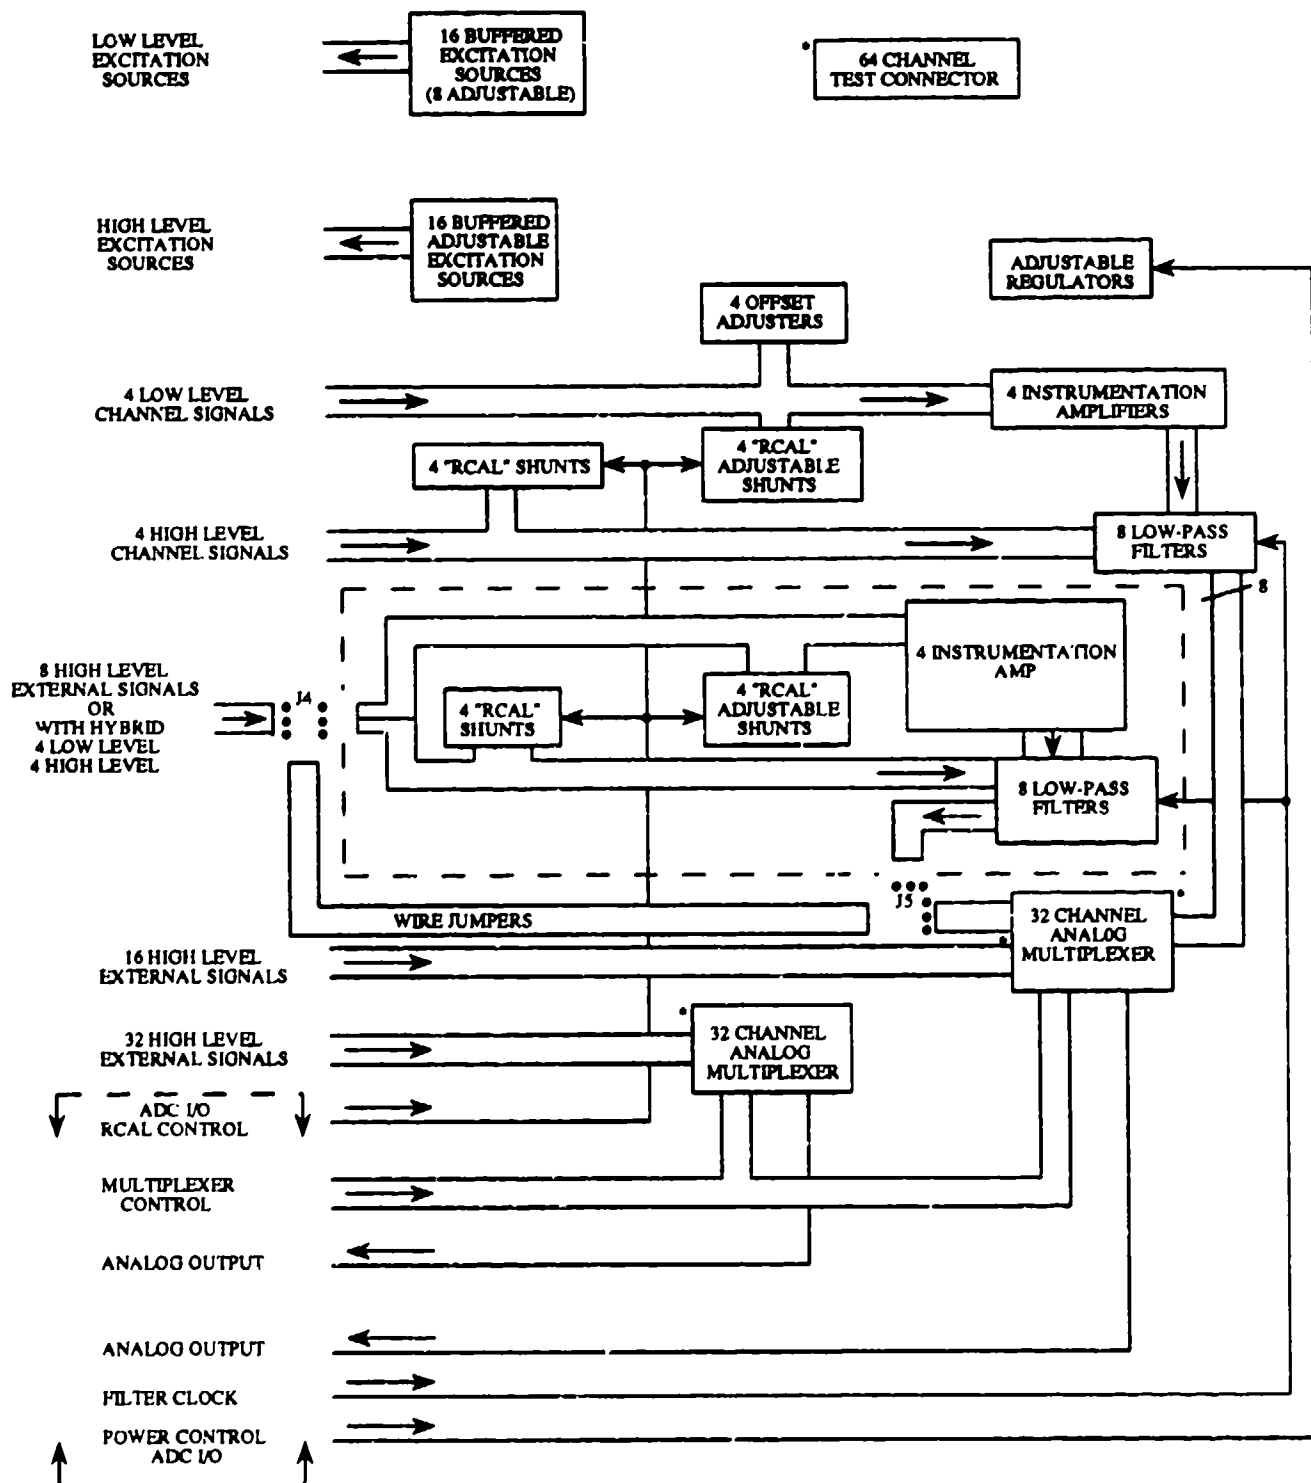 LOW LEVEL
EXCITATION
SOURCES
16 BUFFERED
EXCITATION
SOURCES
(8 ADJUSTABLE)
64 CHANNEL
TEST CONNECTOR
HIGH LEVEL
EXCITATION
SOURCES
16 BUFFERED
ADJUSTABLE
EXCITATION
SOURCES
ADJUSTABLE
REGULATORS
4 OFFSET
ADJUSTERS
4 LOW LEVEL
CHANNEL SIGNALS
4 INSTRUMENTATION
AMPLIFIERS
4 "RCAL" SHUNTS
4 "RCAL"
ADJUSTABLE
SHUNTS
4 HIGH LEVEL
CHANNEL SIGNALS
8 LOW-PASS
FILTERS
8
8 HIGH LEVEL
EXTERNAL SIGNALS
OR
WITH HYBRID
4 LOW LEVEL
4 HIGH LEVEL
J4
4 "RCAL"
SHUNTS
4 "RCAL"
ADJUSTABLE
SHUNTS
4 INSTRUMENTATION
AMP
8 LOW-PASS
FILTERS
J5
WIRE JUMPERS
32 CHANNEL
ANALOG
MULTIPLEXER
16 HIGH LEVEL
EXTERNAL SIGNALS
32 HIGH LEVEL
EXTERNAL SIGNALS
32 CHANNEL
ANALOG
MULTIPLEXER
ADC I/O
RCAL CONTROL
MULTIPLEXER
CONTROL
ANALOG OUTPUT
ANALOG OUTPUT
FILTER CLOCK
POWER CONTROL
ADC I/O